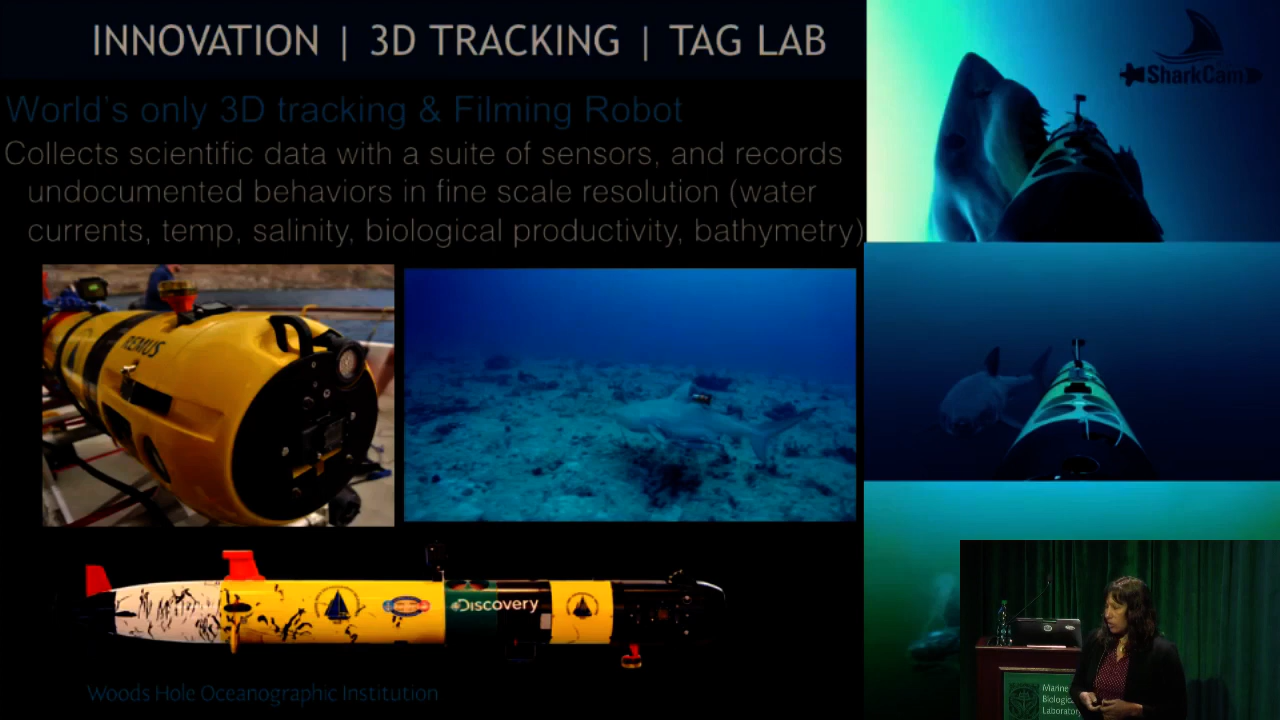 INNOVATION | 3D TRACKING | TAG LAB
SharkCam
World's only 3D tracking & Filming Robot
Collects scientific data with a suite of sensors, and records
undocumented behaviors in fine scale resolution (water
currents, temp, salinity, biological productivity, bathymetry)
REMUS
Discovery
Woods Hole Oceanographic Institution
Marine
Biological
Laboratory